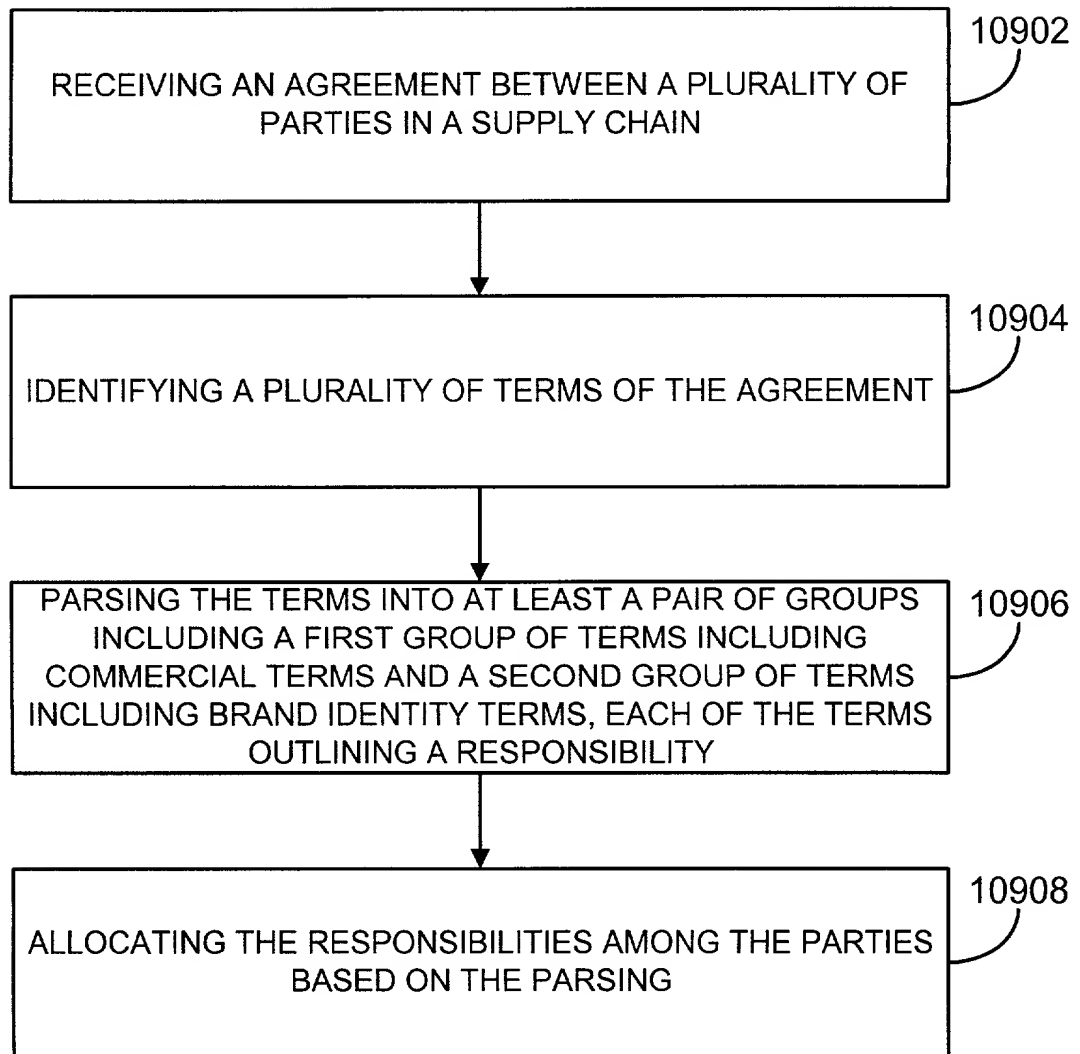 10902
RECEIVING AN AGREEMENT BETWEEN A PLURALITY OF
PARTIES IN A SUPPLY CHAIN
10904
IDENTIFYING A PLURALITY OF TERMS OF THE AGREEMENT
10906
PARSING THE TERMS INTO AT LEAST A PAIR OF GROUPS
INCLUDING A FIRST GROUP OF TERMS INCLUDING
COMMERCIAL TERMS AND A SECOND GROUP OF TERMS
INCLUDING BRAND IDENTITY TERMS, EACH OF THE TERMS
OUTLINING A RESPONSIBILITY
10908
ALLOCATING THE RESPONSIBILITIES AMONG THE PARTIES
BASED ON THE PARSING